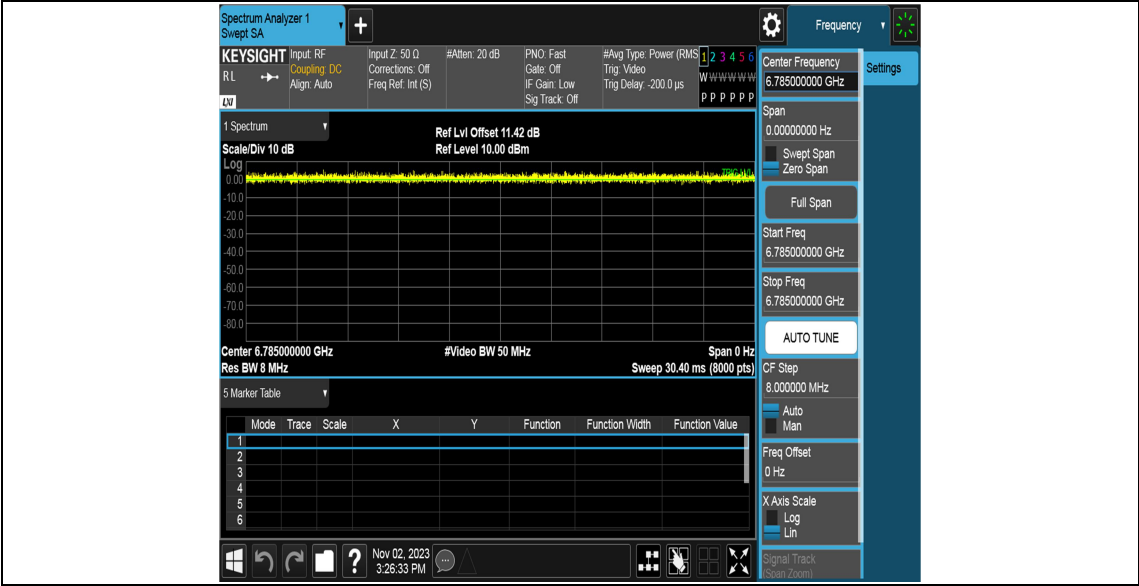 Spectrum Analyzer 1
Swept SA
+
Frequency
KEYSIGHT
R L
LXI
Input: RF
Coupling: DC
Align: Auto
Input Z: 50 Ω
Corrections: Off
Freq Ref: Int (S)
#Atten: 20 dB
PNO: Fast
Gate: Off
IF Gain: Low
Sig Track: Off
#Avg Type: Power (RMS
Trig: Video
Trig Delay: -200.0 µs
1 2 3 4 5 6
W W W W W W
P P P P P P
1 Spectrum
Scale/Div 10 dB
Ref Lvl Offset 11.42 dB
Ref Level 10.00 dBm
Log
0.00
-10.0
-20.0
-30.0
-40.0
-50.0
-60.0
-70.0
-80.0
Center 6.785000000 GHz
#Video BW 50 MHz
Span 0 Hz
Res BW 8 MHz
Sweep 30.40 ms (8000 pts)
5 Marker Table
Mode Trace Scale X Y Function Function Width Function Value
1
2
3
4
5
6
Nov 02, 2023
3:26:33 PM
Center Frequency
6.785000000 GHz
Settings
Span
0.00000000 Hz
Swept Span
Zero Span
Full Span
Start Freq
6.785000000 GHz
Stop Freq
6.785000000 GHz
AUTO TUNE
CF Step
8.000000 MHz
Auto
Man
Freq Offset
0 Hz
X Axis Scale
Log
Lin
Signal Track
(Span Zoom)